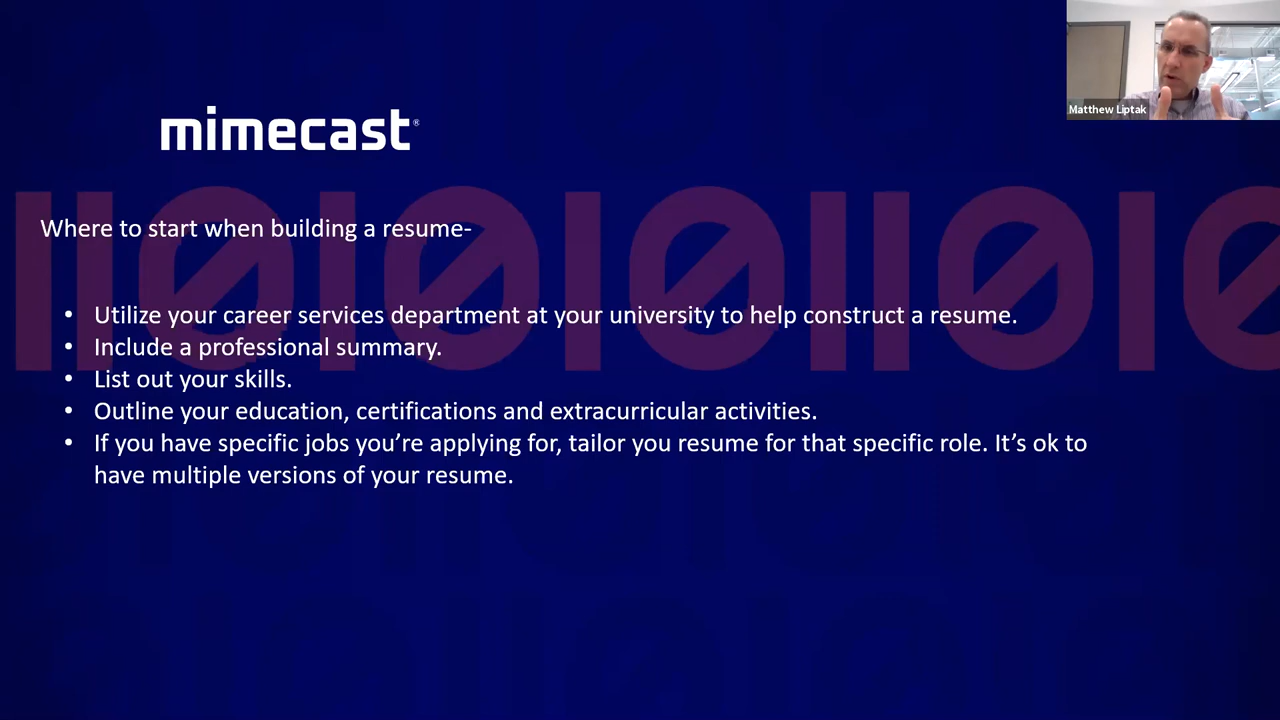 mimecast®
Matthew Liptak
Where to start when building a resume-
• Utilize your career services department at your university to help construct a resume.
• Include a professional summary.
• List out your skills.
• Outline your education, certifications and extracurricular activities.
• If you have specific jobs you’re applying for, tailor you resume for that specific role. It’s ok to
have multiple versions of your resume.